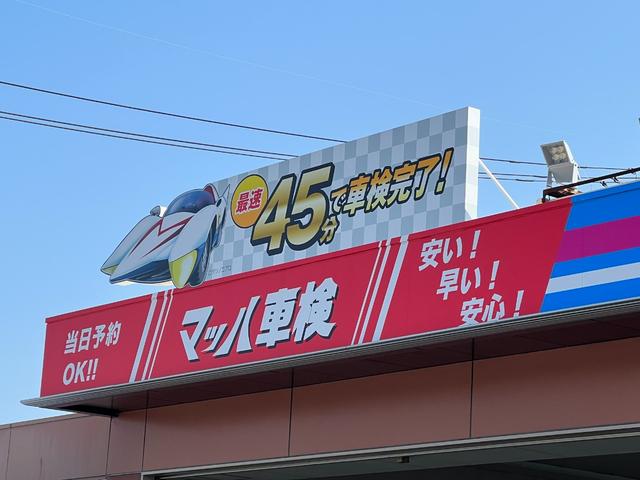 最速
45分で車検完了!
当日予約
OK!!
マッハ車検
安い!
早い!
安心!